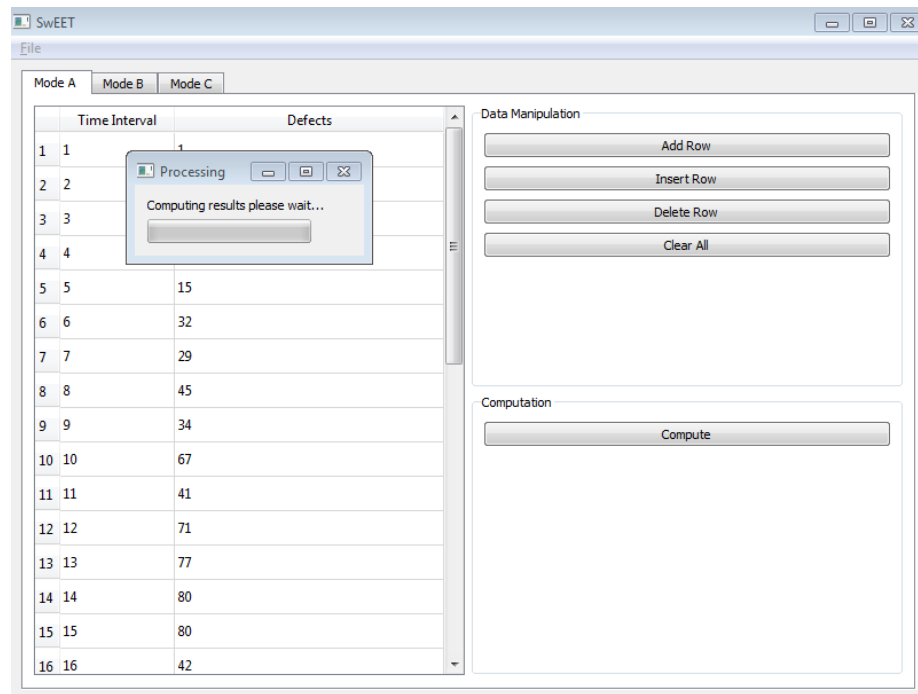 SwEET
File
Mode A Mode B Mode C
Time Interval Defects
1 1 1
2 2
3 3
4 4
5 5 15
6 6 32
7 7 29
8 8 45
9 9 34
10 10 67
11 11 41
12 12 71
13 13 77
14 14 80
15 15 80
16 16 42
Processing
Computing results please wait...
Data Manipulation
Add Row
Insert Row
Delete Row
Clear All
Computation
Compute